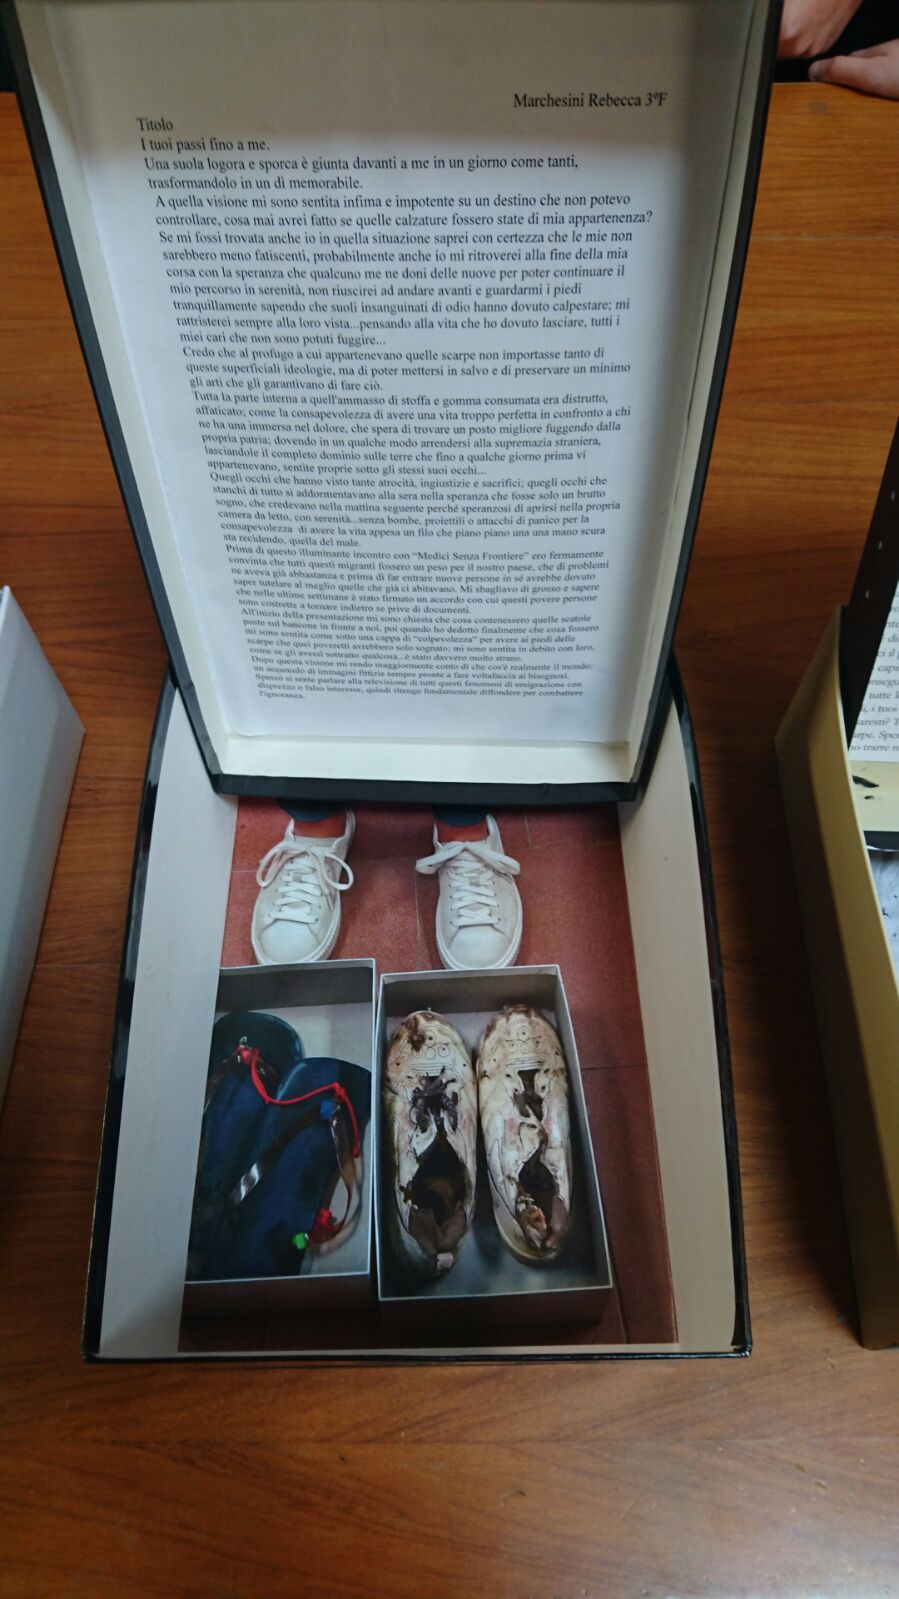 Marchesini Rebecca 3ºF
Titolo
I tuoi passi fino a me.
Una suola logora e sporca è giunta davanti a me in un giorno come tanti,
trasformandolo in un dì memorabile.
A quella visione mi sono sentita infima e impotente su un destino che non potevo
controllare, cosa mai avrei fatto se quelle calzature fossero state di mia appartenenza?
Se mi fossi trovata anche io in quella situazione saprei con certezza che le mie non
sarebbero meno fatiscenti, probabilmente anche io mi ritroverei alla fine della mia
corsa con la speranza che qualcuno me ne doni delle nuove per poter continuare il
mio percorso in serenità, non riuscirei ad andare avanti e guardarmi i piedi
tranquillamente sapendo che suoli insanguinati di odio hanno dovuto calpestare; mi
rattristerei sempre alla loro vista...pensando alla vita che ho dovuto lasciare, tutti i
miei cari che non sono potuti fuggire...
Credo che al profugo a cui appartenevano quelle scarpe non importasse tanto di
queste superficiali ideologie, ma di poter mettersi in salvo e di preservare un minimo
gli arti che gli garantivano di fare ciò.
Tutta la parte interna a quell'ammasso di stoffa e gomma consumata era distrutto,
affaticato; come la consapevolezza di avere una vita troppo perfetta in confronto a chi
ne ha una immersa nel dolore, che spera di trovare un posto migliore fuggendo dalla
propria patria; dovendo in un qualche modo arrendersi alla supremazia straniera,
lasciandole il completo dominio sulle terre che fino a qualche giorno prima vi
appartenevano, sentite proprie sotto gli stessi suoi occhi...
Quegli occhi che hanno visto tante atrocità, ingiustizie e sacrifici; quegli occhi che
stanchi di tutto si addormentavano alla sera nella speranza che fosse solo un brutto
sogno, che credevano nella mattina seguente perché speranzosi di aprirsi nella propria
camera da letto, con serenità...senza bombe, proiettili o attacchi di panico per la
consapevolezza di avere la vita appesa un filo che piano piano una una mano scura
sta recidendo, quella del male.
Prima di questo illuminante incontro con “Medici Senza Frontiere” ero fermamente
convinta che tutti questi migranti fossero un peso per il nostro paese, che di problemi
ne aveva già abbastanza e prima di far entrare nuove persone in sé avrebbe dovuto
saper tutelare al meglio quelle che già ci abitavano. Mi sbagliavo di grosso e sapere
che nelle ultime settimane è stato firmato un accordo con cui questi povere persone
sono costrette a tornare indietro se prive di documenti.
All'inizio della presentazione mi sono chiesta che cosa contenessero quelle scatole
poste sul bancone in fronte a noi, poi quando ho dedotto finalmente che cosa fossero
mi sono sentita come sotto una cappa di “colpevolezza” per avere ai piedi delle
scarpe che quei poveretti avrebbero solo sognato; mi sono sentita in debito con loro,
come se gli avessi sottratto qualcosa...è stato davvero molto strano.
Dopo questa visione mi rendo maggiormente conto di che cos'è realmente il mondo:
un accumulo di immagini fittizie sempre pronte a fare voltafaccia ai bisognosi.
Spesso si sente parlare alla televisione di tutti questi fenomeni di emigrazione con
disprezzo o falso interesse, quindi ritengo fondamentale diffondere per combattere
l'ignoranza.
tutte l
i tuoi
aresti? T
arpe. Sper
trarre